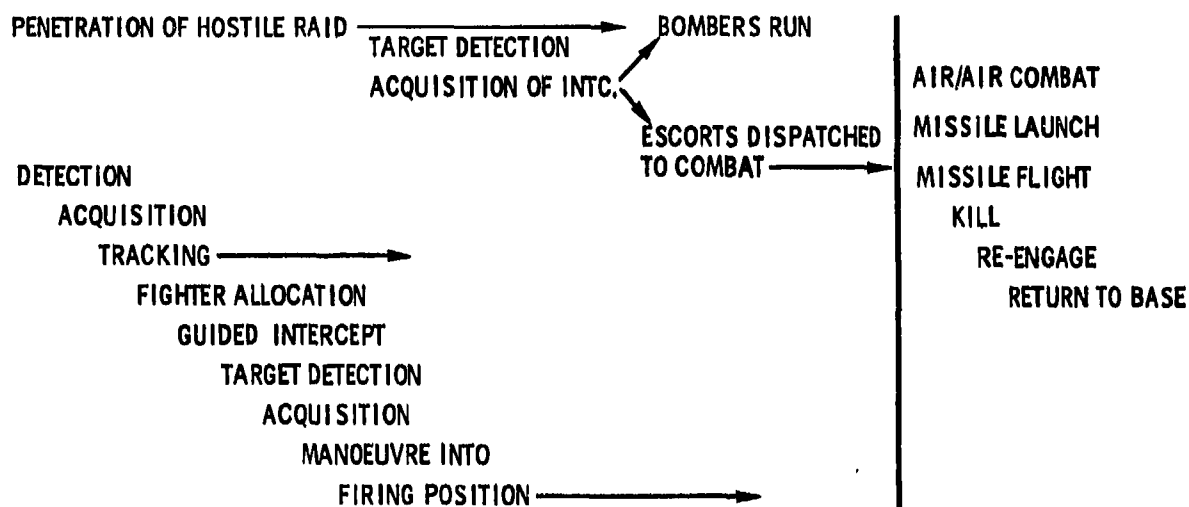 PENETRATION OF HOSTILE RAID
TARGET DETECTION
ACQUISITION OF INTC.
BOMBERS RUN
ESCORTS DISPATCHED
TO COMBAT
DETECTION
ACQUISITION
TRACKING
FIGHTER ALLOCATION
GUIDED INTERCEPT
TARGET DETECTION
ACQUISITION
MANOEUVRE INTO
FIRING POSITION
AIR/AIR COMBAT
MISSILE LAUNCH
MISSILE FLIGHT
KILL
RE-ENGAGE
RETURN TO BASE